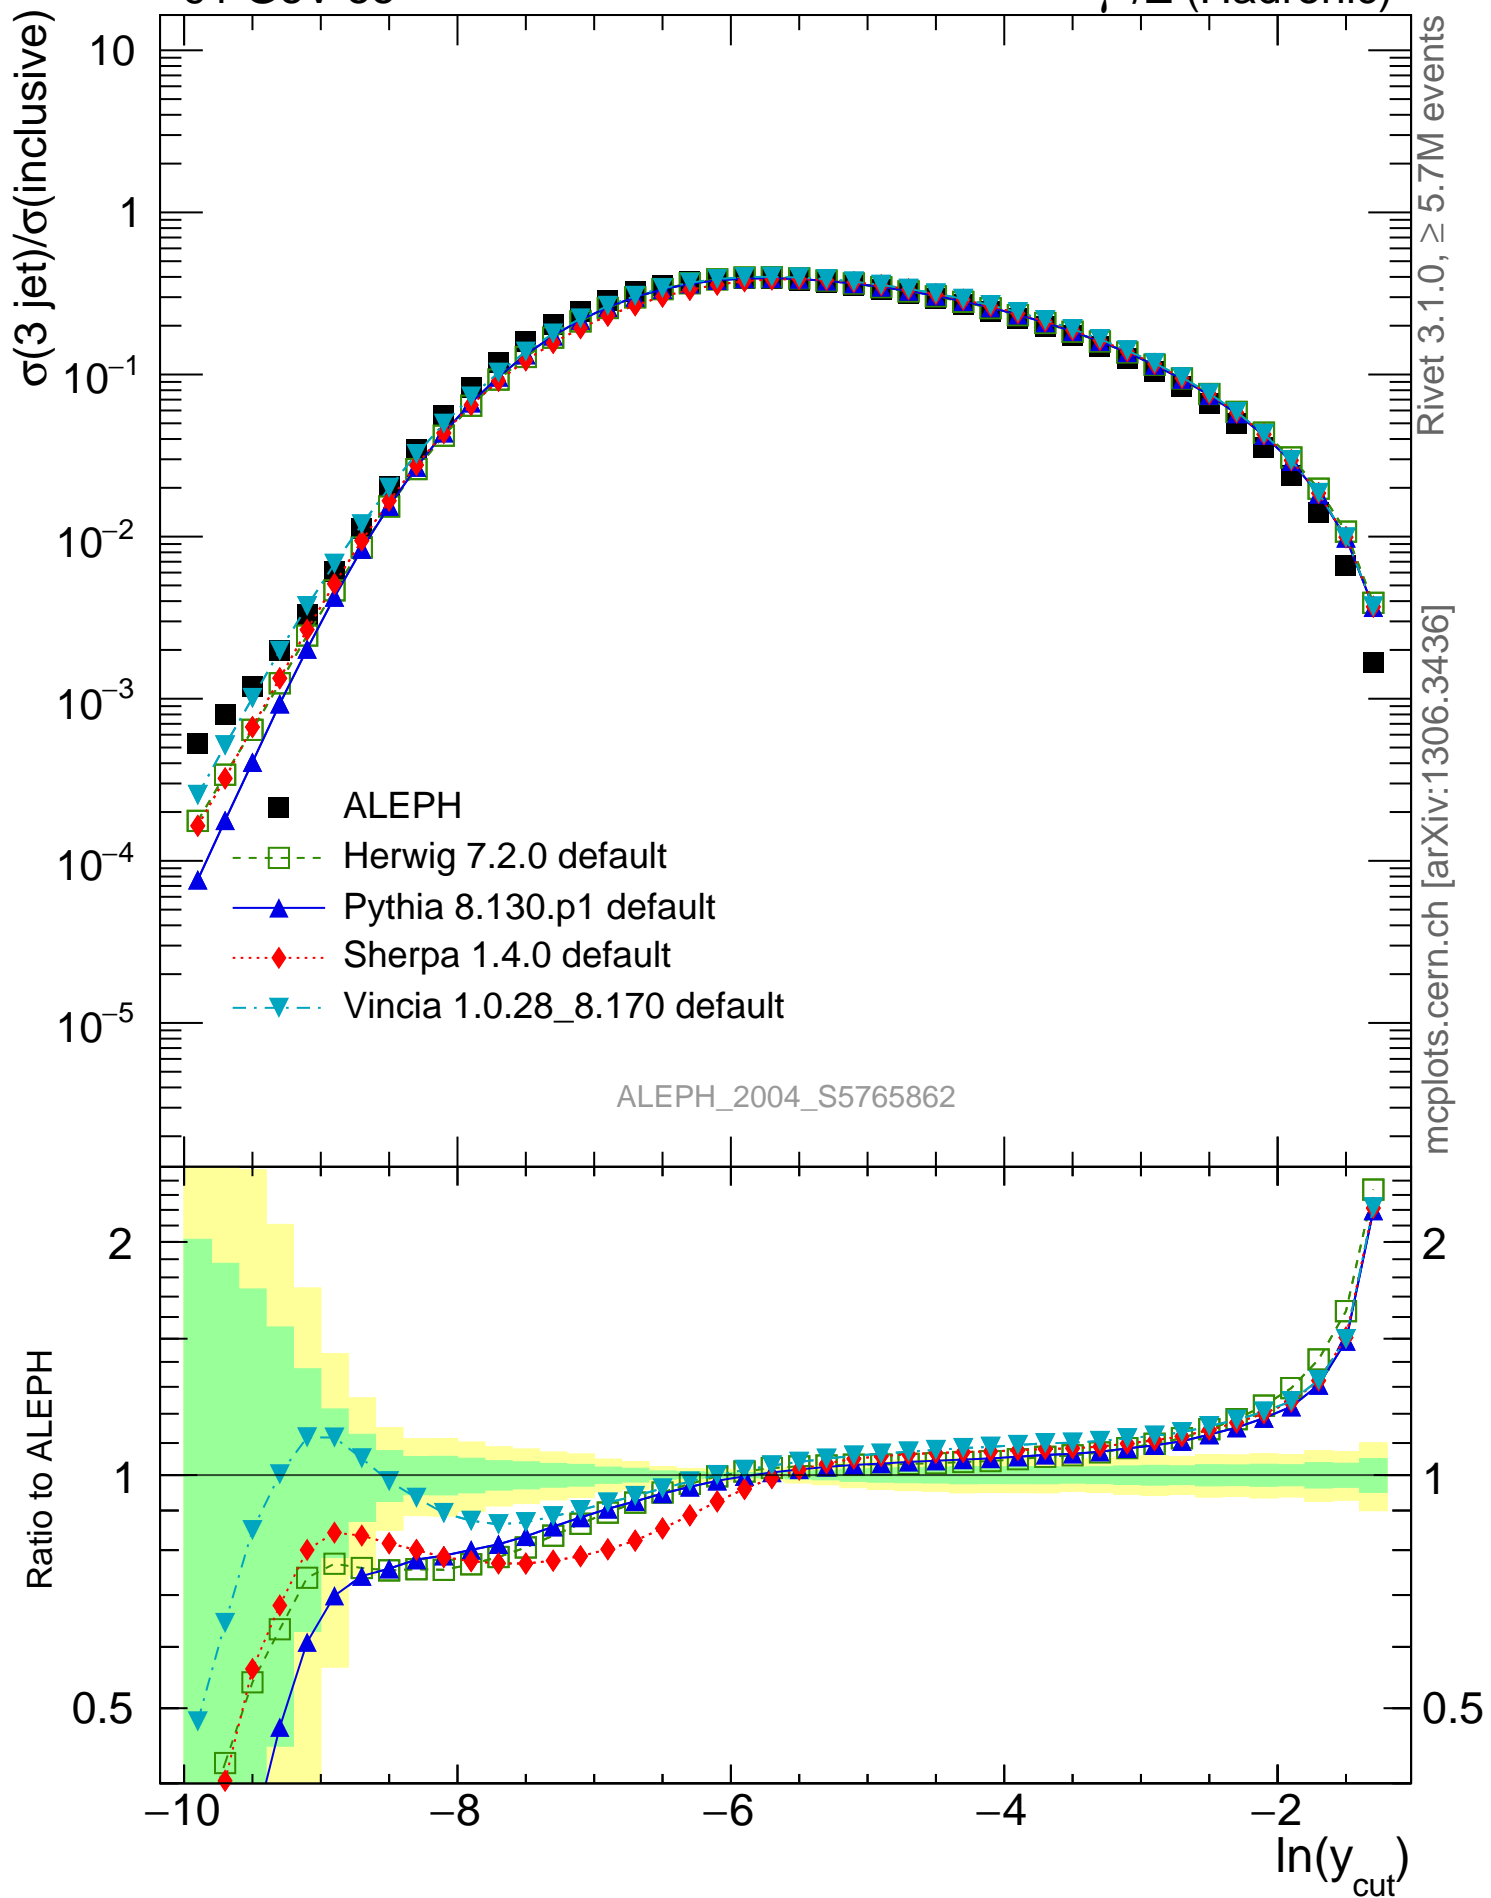 σ(3 jet)/σ(inclusive)
10
1
10⁻¹
10⁻²
10⁻³
10⁻⁴
10⁻⁵
ALEPH
Herwig 7.2.0 default
Pythia 8.130.p1 default
Sherpa 1.4.0 default
Vincia 1.0.28_8.170 default
ALEPH_2004_S5765862
Rivet 3.1.0, ≥ 5.7M events
mcplots.cern.ch [arXiv:1306.3436]
Ratio to ALEPH
2
1
0.5
2
1
0.5
−10 −8 −6 −4 −2
ln(y_cut)